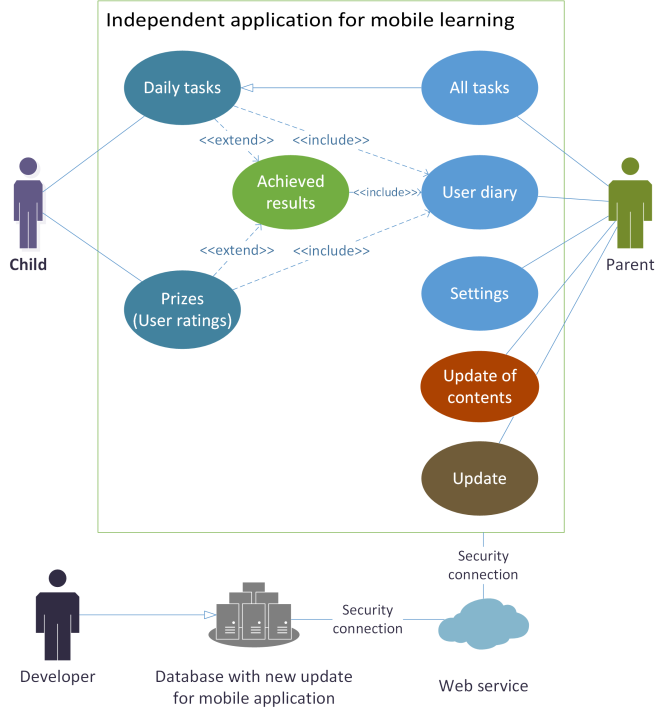 Independent application for mobile learning
Daily tasks
All tasks
<<extend>>
<<include>>
Achieved
results
<<include>>
User diary
Child
Parent
<<extend>>
<<include>>
Prizes
(User ratings)
Settings
Update of
contents
Update
Security
connection
Security
connection
Developer
Database with new update
for mobile application
Web service